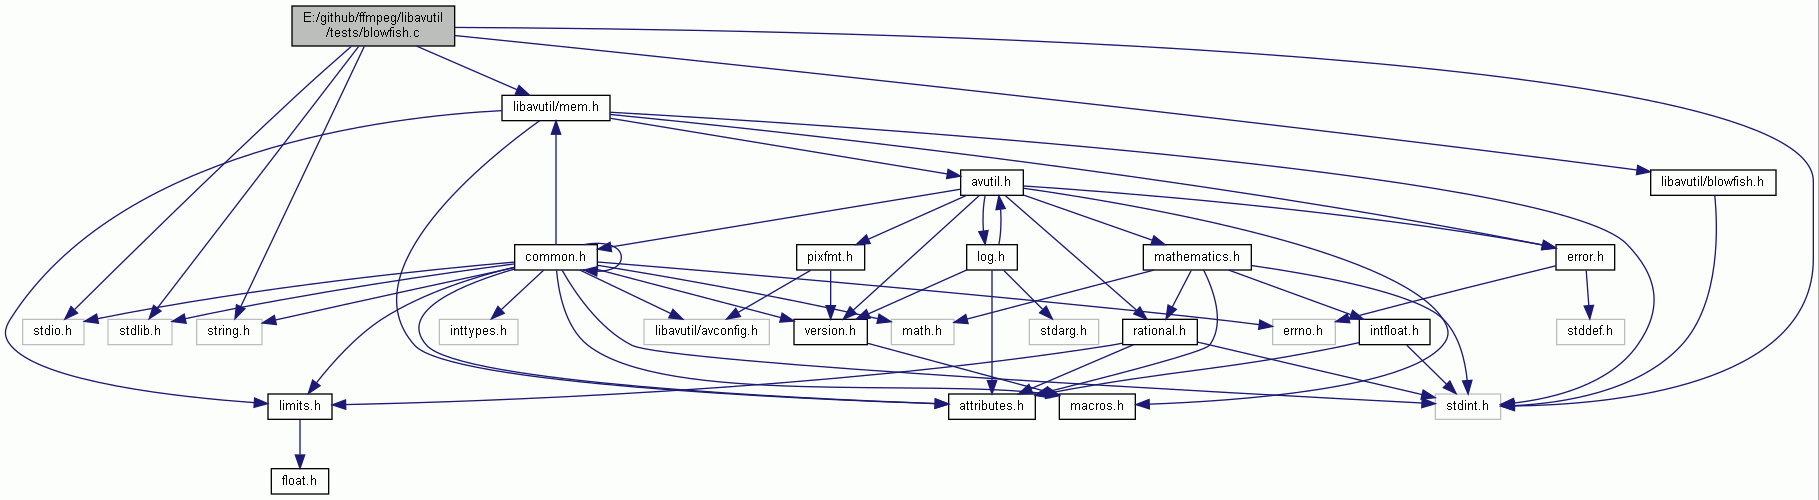 E:/github/ffmpeg/libavutil
/tests/blowfish.c
libavutil/mem.h
avutil.h
libavutil/blowfish.h
common.h
pixfmt.h
log.h
mathematics.h
error.h
stdio.h
stdlib.h
string.h
inttypes.h
libavutil/avconfig.h
version.h
math.h
stdarg.h
rational.h
errno.h
intfloat.h
stddef.h
limits.h
attributes.h
macros.h
stdint.h
float.h